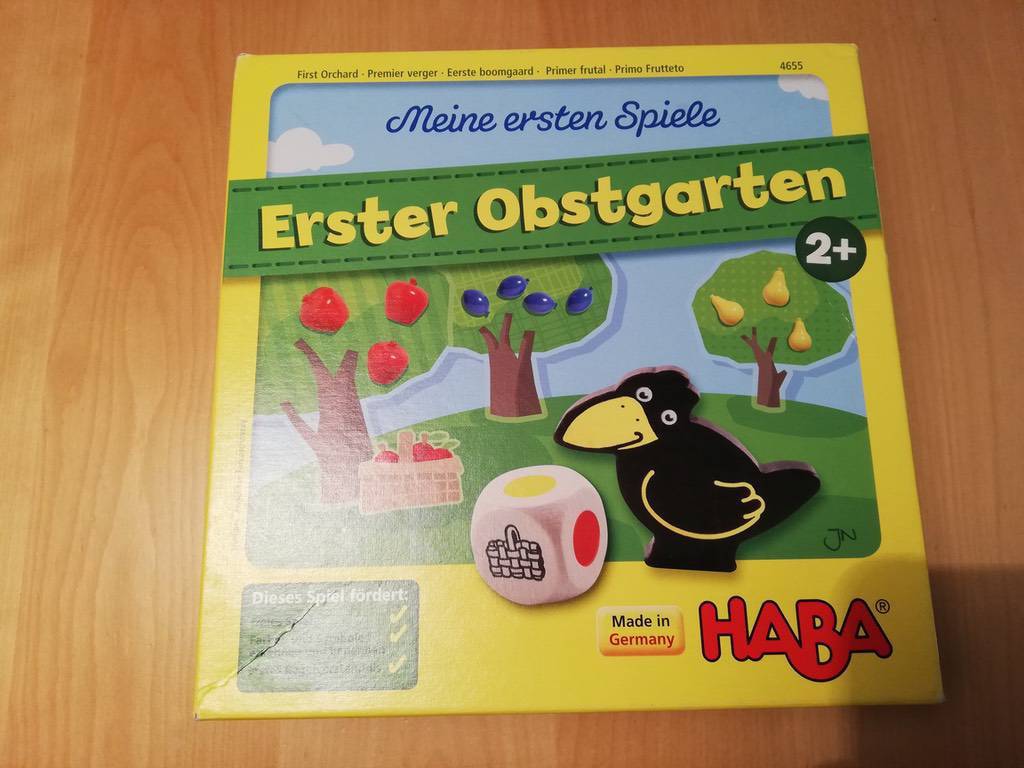 First Orchard · Premier verger · Eerste boomgaard · Primer frutal · Primo Frutteto
4655
Meine ersten Spiele
Erster Obstgarten
2+
JN
Dieses Spiel fördert:
Made in
Germany
HABA®